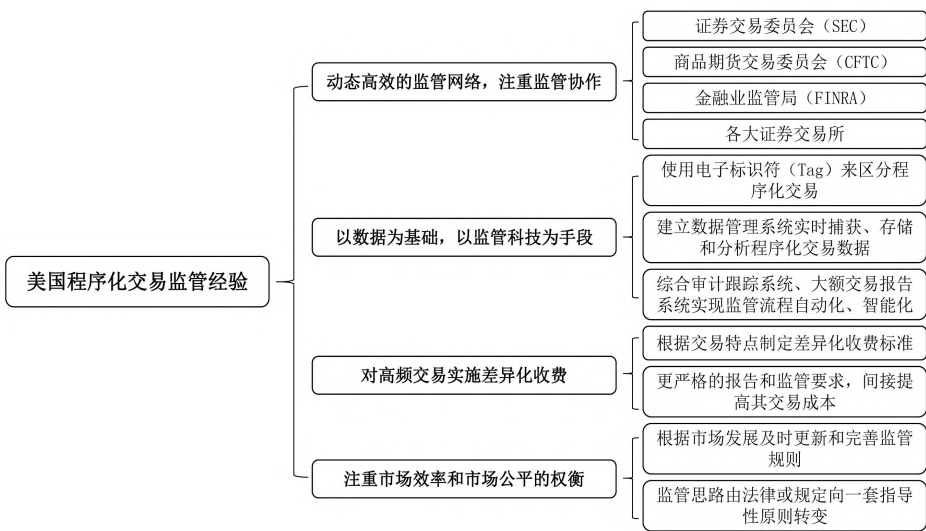 美国程序化交易监管经验
动态高效的监管网络，注重监管协作
证券交易委员会（SEC）
商品期货交易委员会（CFTC）
金融业监管局（FINRA）
各大证券交易所
以数据为基础，以监管科技为手段
使用电子标识符（Tag）来区分程
序化交易
建立数据管理系统实时捕获、存储
和分析程序化交易数据
综合审计跟踪系统、大额交易报告
系统实现监管流程自动化、智能化
对高频交易实施差异化收费
根据交易特点制定差异化收费标准
更严格的报告和监管要求，间接提
高其交易成本
注重市场效率和市场公平的权衡
根据市场发展及时更新和完善监管
规则
监管思路由法律或规定向一套指导
性原则转变